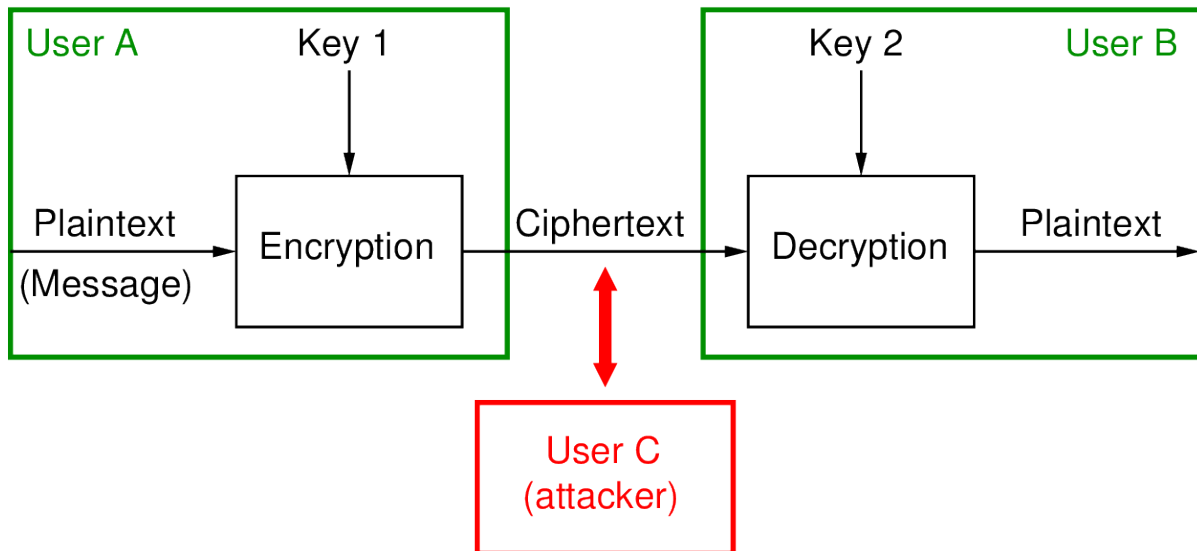 User A
Key 1
Key 2
User B
Plaintext
(Message)
Encryption
Ciphertext
Decryption
Plaintext
User C
(attacker)